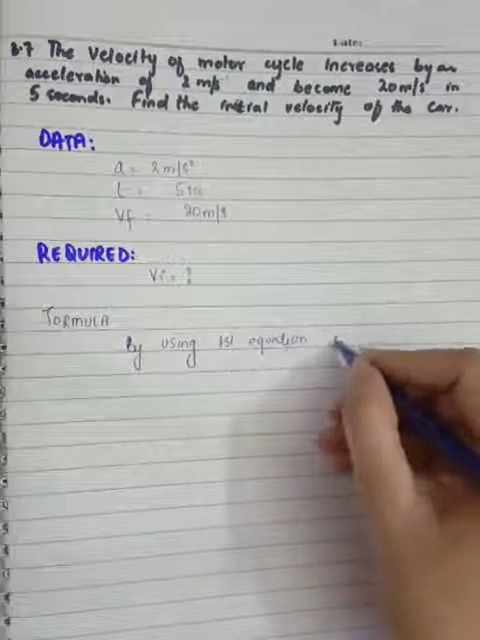 Date:
3.7 The velocity of motor cycle increases by an
acceleration of 2 m/s² and become 20 m/s in
5 seconds. Find the initial velocity of the car.
DATA:
a = 2 m/s²
t = 5 sec
Vf = 20 m/s
REQUIRED:
Vi = ?
FORMULA
By using 1st equation